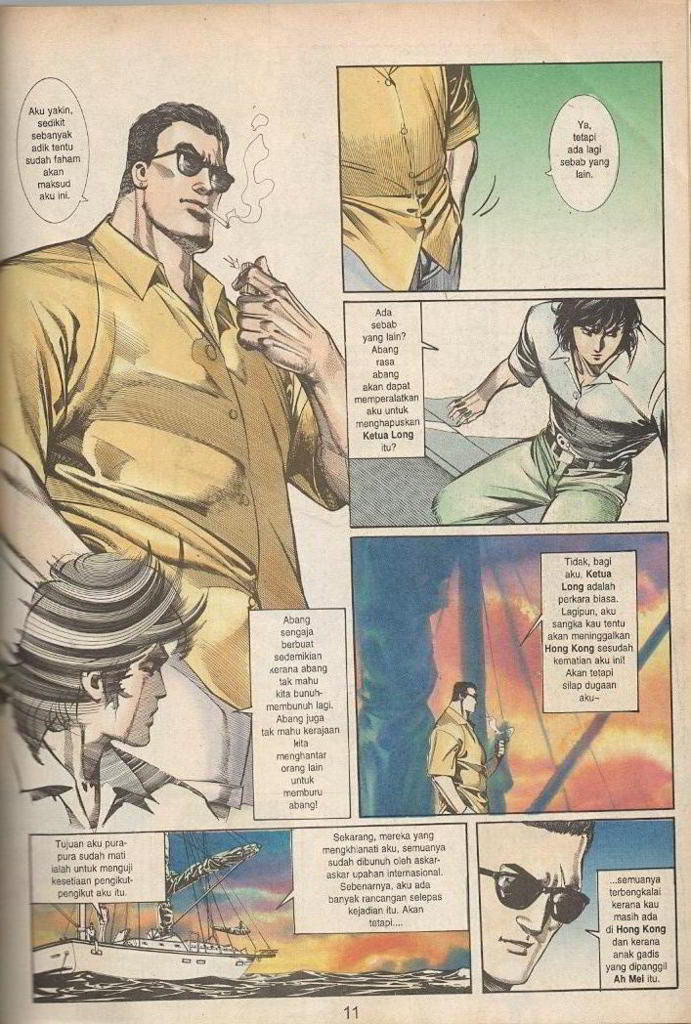 Aku yakin,
sedikit
sebanyak
adik tentu
sudah faham
akan
maksud
aku ini.
Ya,
tetapi
ada lagi
sebab yang
lain.
Ada
sebab
yang lain?
Abang
rasa
abang
akan dapat
memperalatkan
aku untuk
menghapuskan
Ketua Long
itu?
Abang
sengaja
berbuat
sedemikian
kerana abang
tak mahu
kita bunuh-
membunuh lagi.
Abang juga
tak mahu kerajaan
kita
menghantar
orang lain
untuk
memburu
abang!
Tidak, bagi
aku, Ketua
Long adalah
perkara biasa.
Lagipun, aku
sangka kau tentu
akan meninggalkan
Hong Kong sesudah
kematian aku ini!
Akan tetapi
silap dugaan
aku~
Tujuan aku pura-
pura sudah mati
ialah untuk menguji
kesetiaan pengikut-
pengikut aku itu.
Sekarang, mereka yang
mengkhianati aku, semuanya
sudah dibunuh oleh askar-
askar upahan internasional.
Sebenarnya, aku ada
banyak rancangan selepas
kejadian itu. Akan
tetapi....
...semuanya
terbengkalai
kerana kau
masih ada
di Hong Kong
dan kerana
anak gadis
yang dipanggil
Ah Mei itu.
11